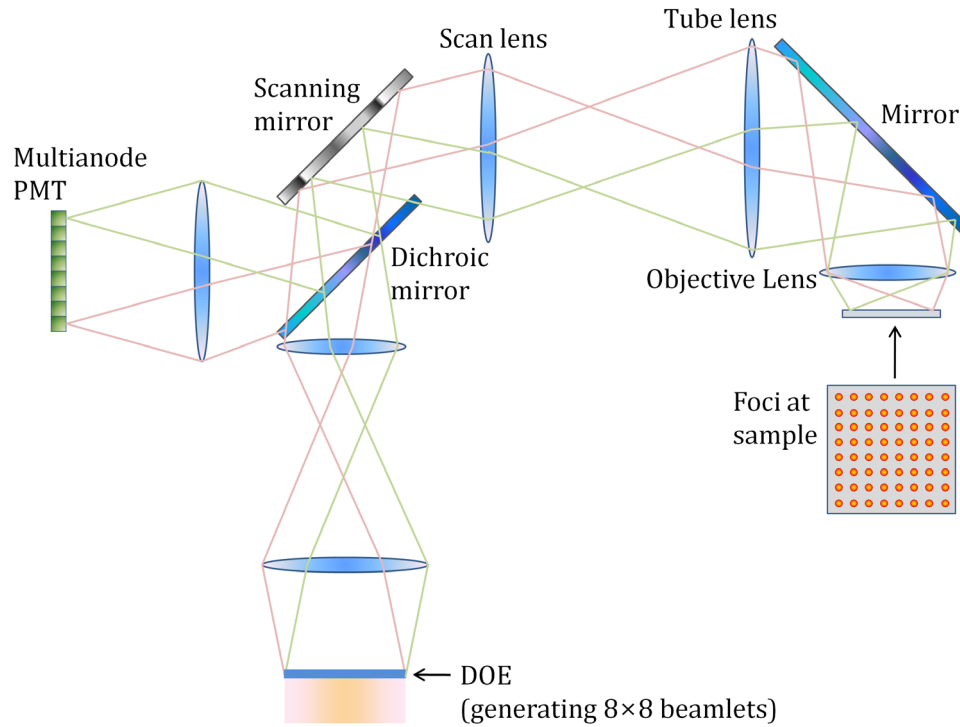 Tube lens
Scan lens
Scanning
mirror
Mirror
Multianode
PMT
Dichroic
mirror
Objective Lens
Foci at
sample
DOE
(generating 8×8 beamlets)